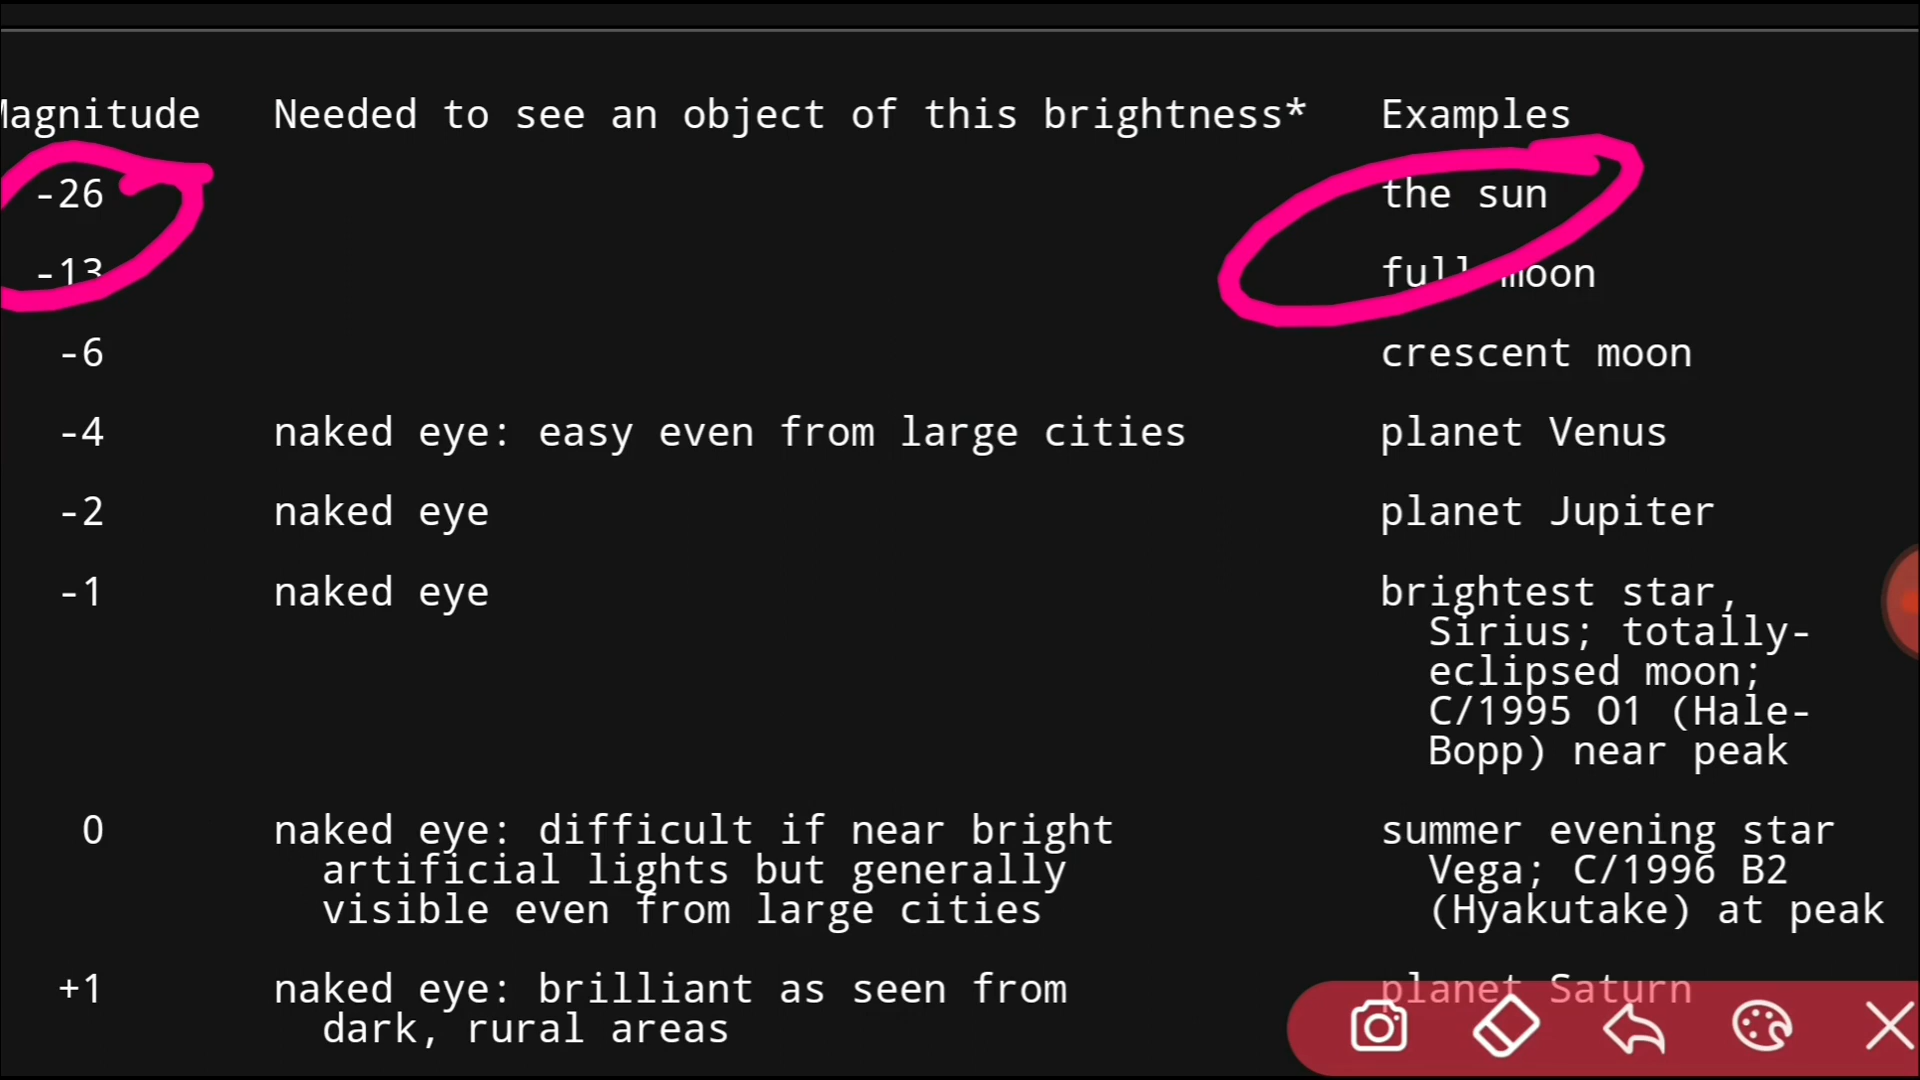 Magnitude Needed to see an object of this brightness* Examples
-26 the sun
-13 full moon
-6 crescent moon
-4 naked eye: easy even from large cities planet Venus
-2 naked eye planet Jupiter
-1 naked eye brightest star,
Sirius; totally-
eclipsed moon;
C/1995 O1 (Hale-
Bopp) near peak
0 naked eye: difficult if near bright summer evening star
artificial lights but generally Vega; C/1996 B2
visible even from large cities (Hyakutake) at peak
+1 naked eye: brilliant as seen from planet Saturn
dark, rural areas